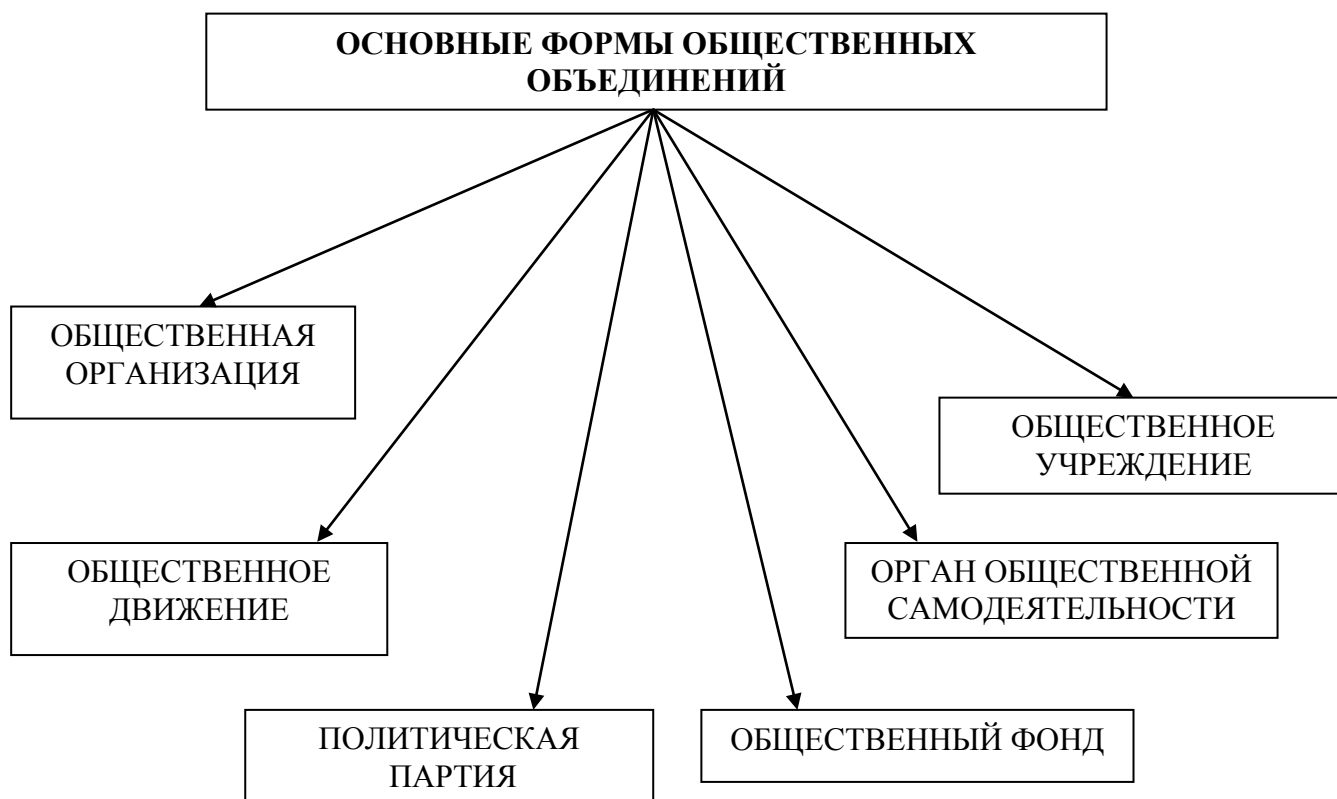 ОСНОВНЫЕ ФОРМЫ ОБЩЕСТВЕННЫХ
ОБЪЕДИНЕНИЙ
ОБЩЕСТВЕННАЯ
ОРГАНИЗАЦИЯ
ОБЩЕСТВЕННОЕ
УЧРЕЖДЕНИЕ
ОБЩЕСТВЕННОЕ
ДВИЖЕНИЕ
ОРГАН ОБЩЕСТВЕННОЙ
САМОДЕЯТЕЛЬНОСТИ
ПОЛИТИЧЕСКАЯ
ПАРТИЯ
ОБЩЕСТВЕННЫЙ ФОНД